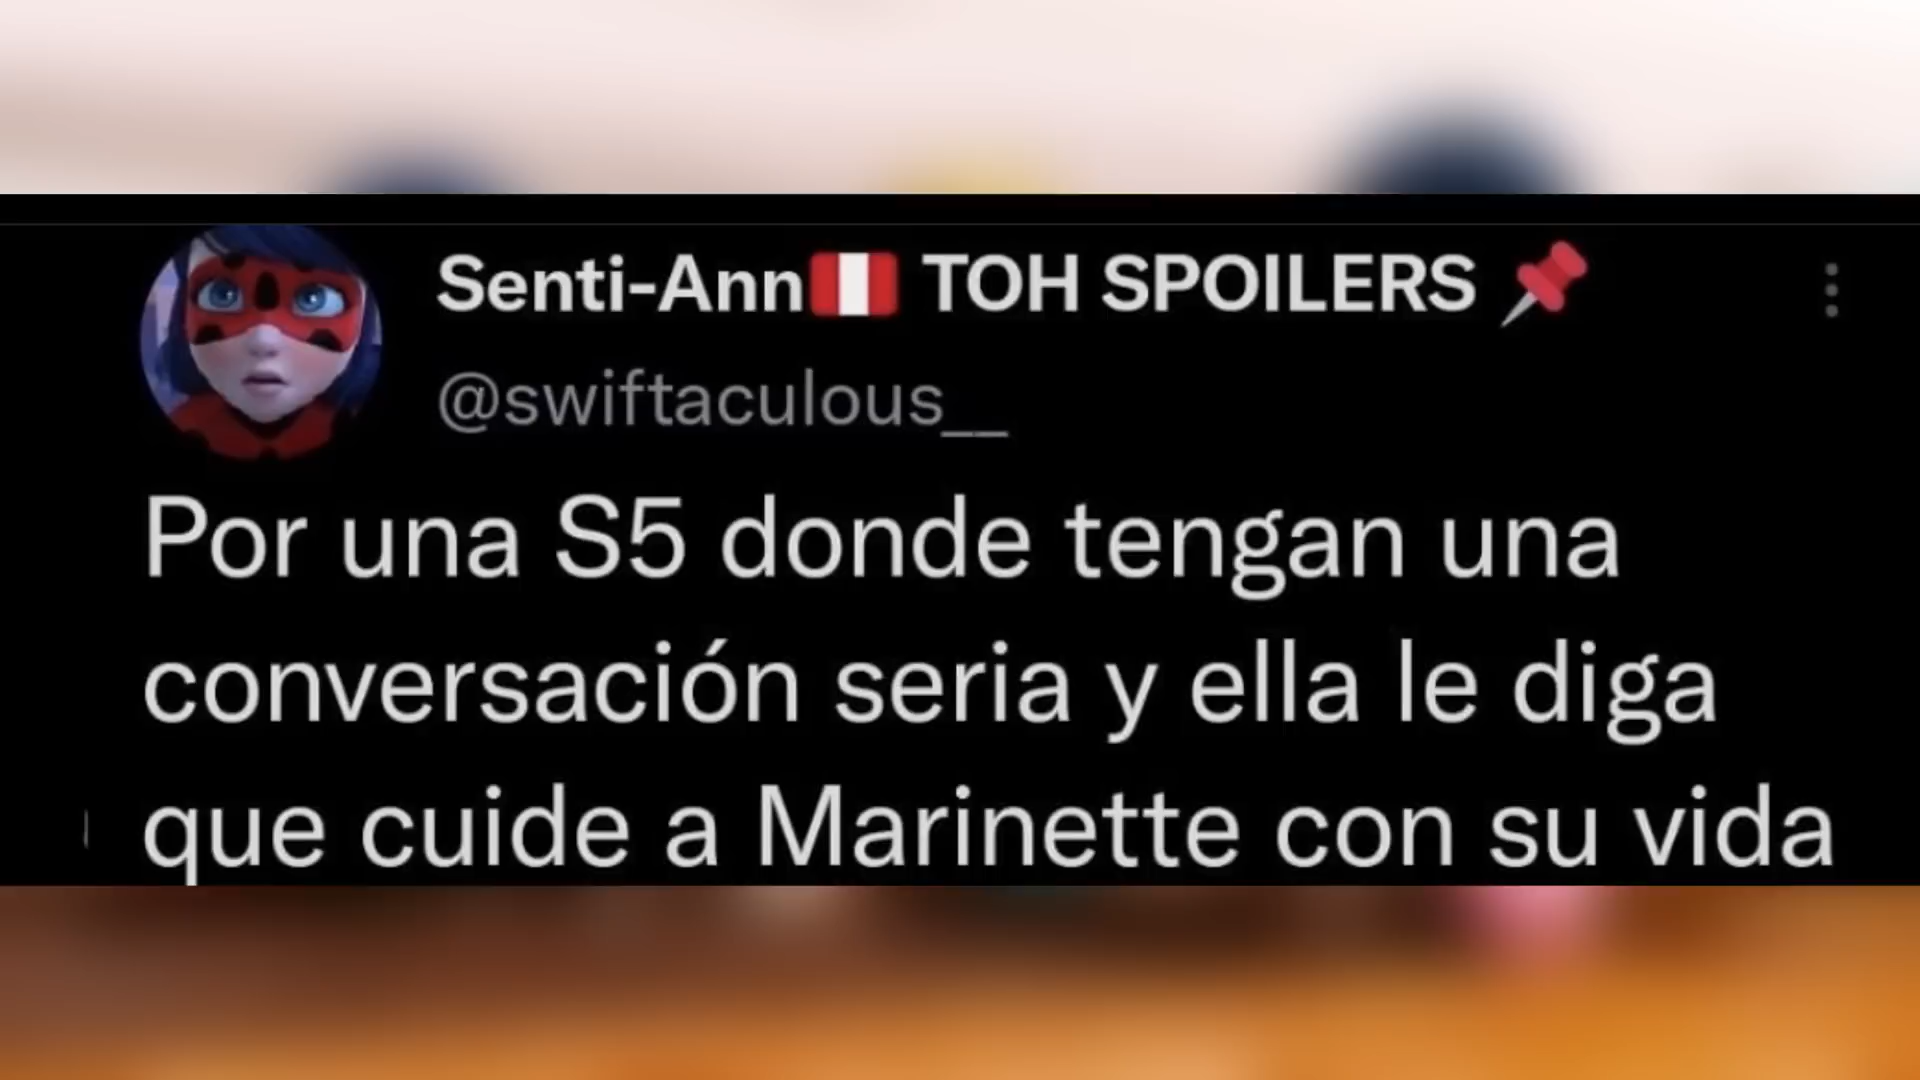 Senti-Ann🇵🇪 TOH SPOILERS 📌
@swiftaculous__
Por una S5 donde tengan una
conversación seria y ella le diga
que cuide a Marinette con su vida